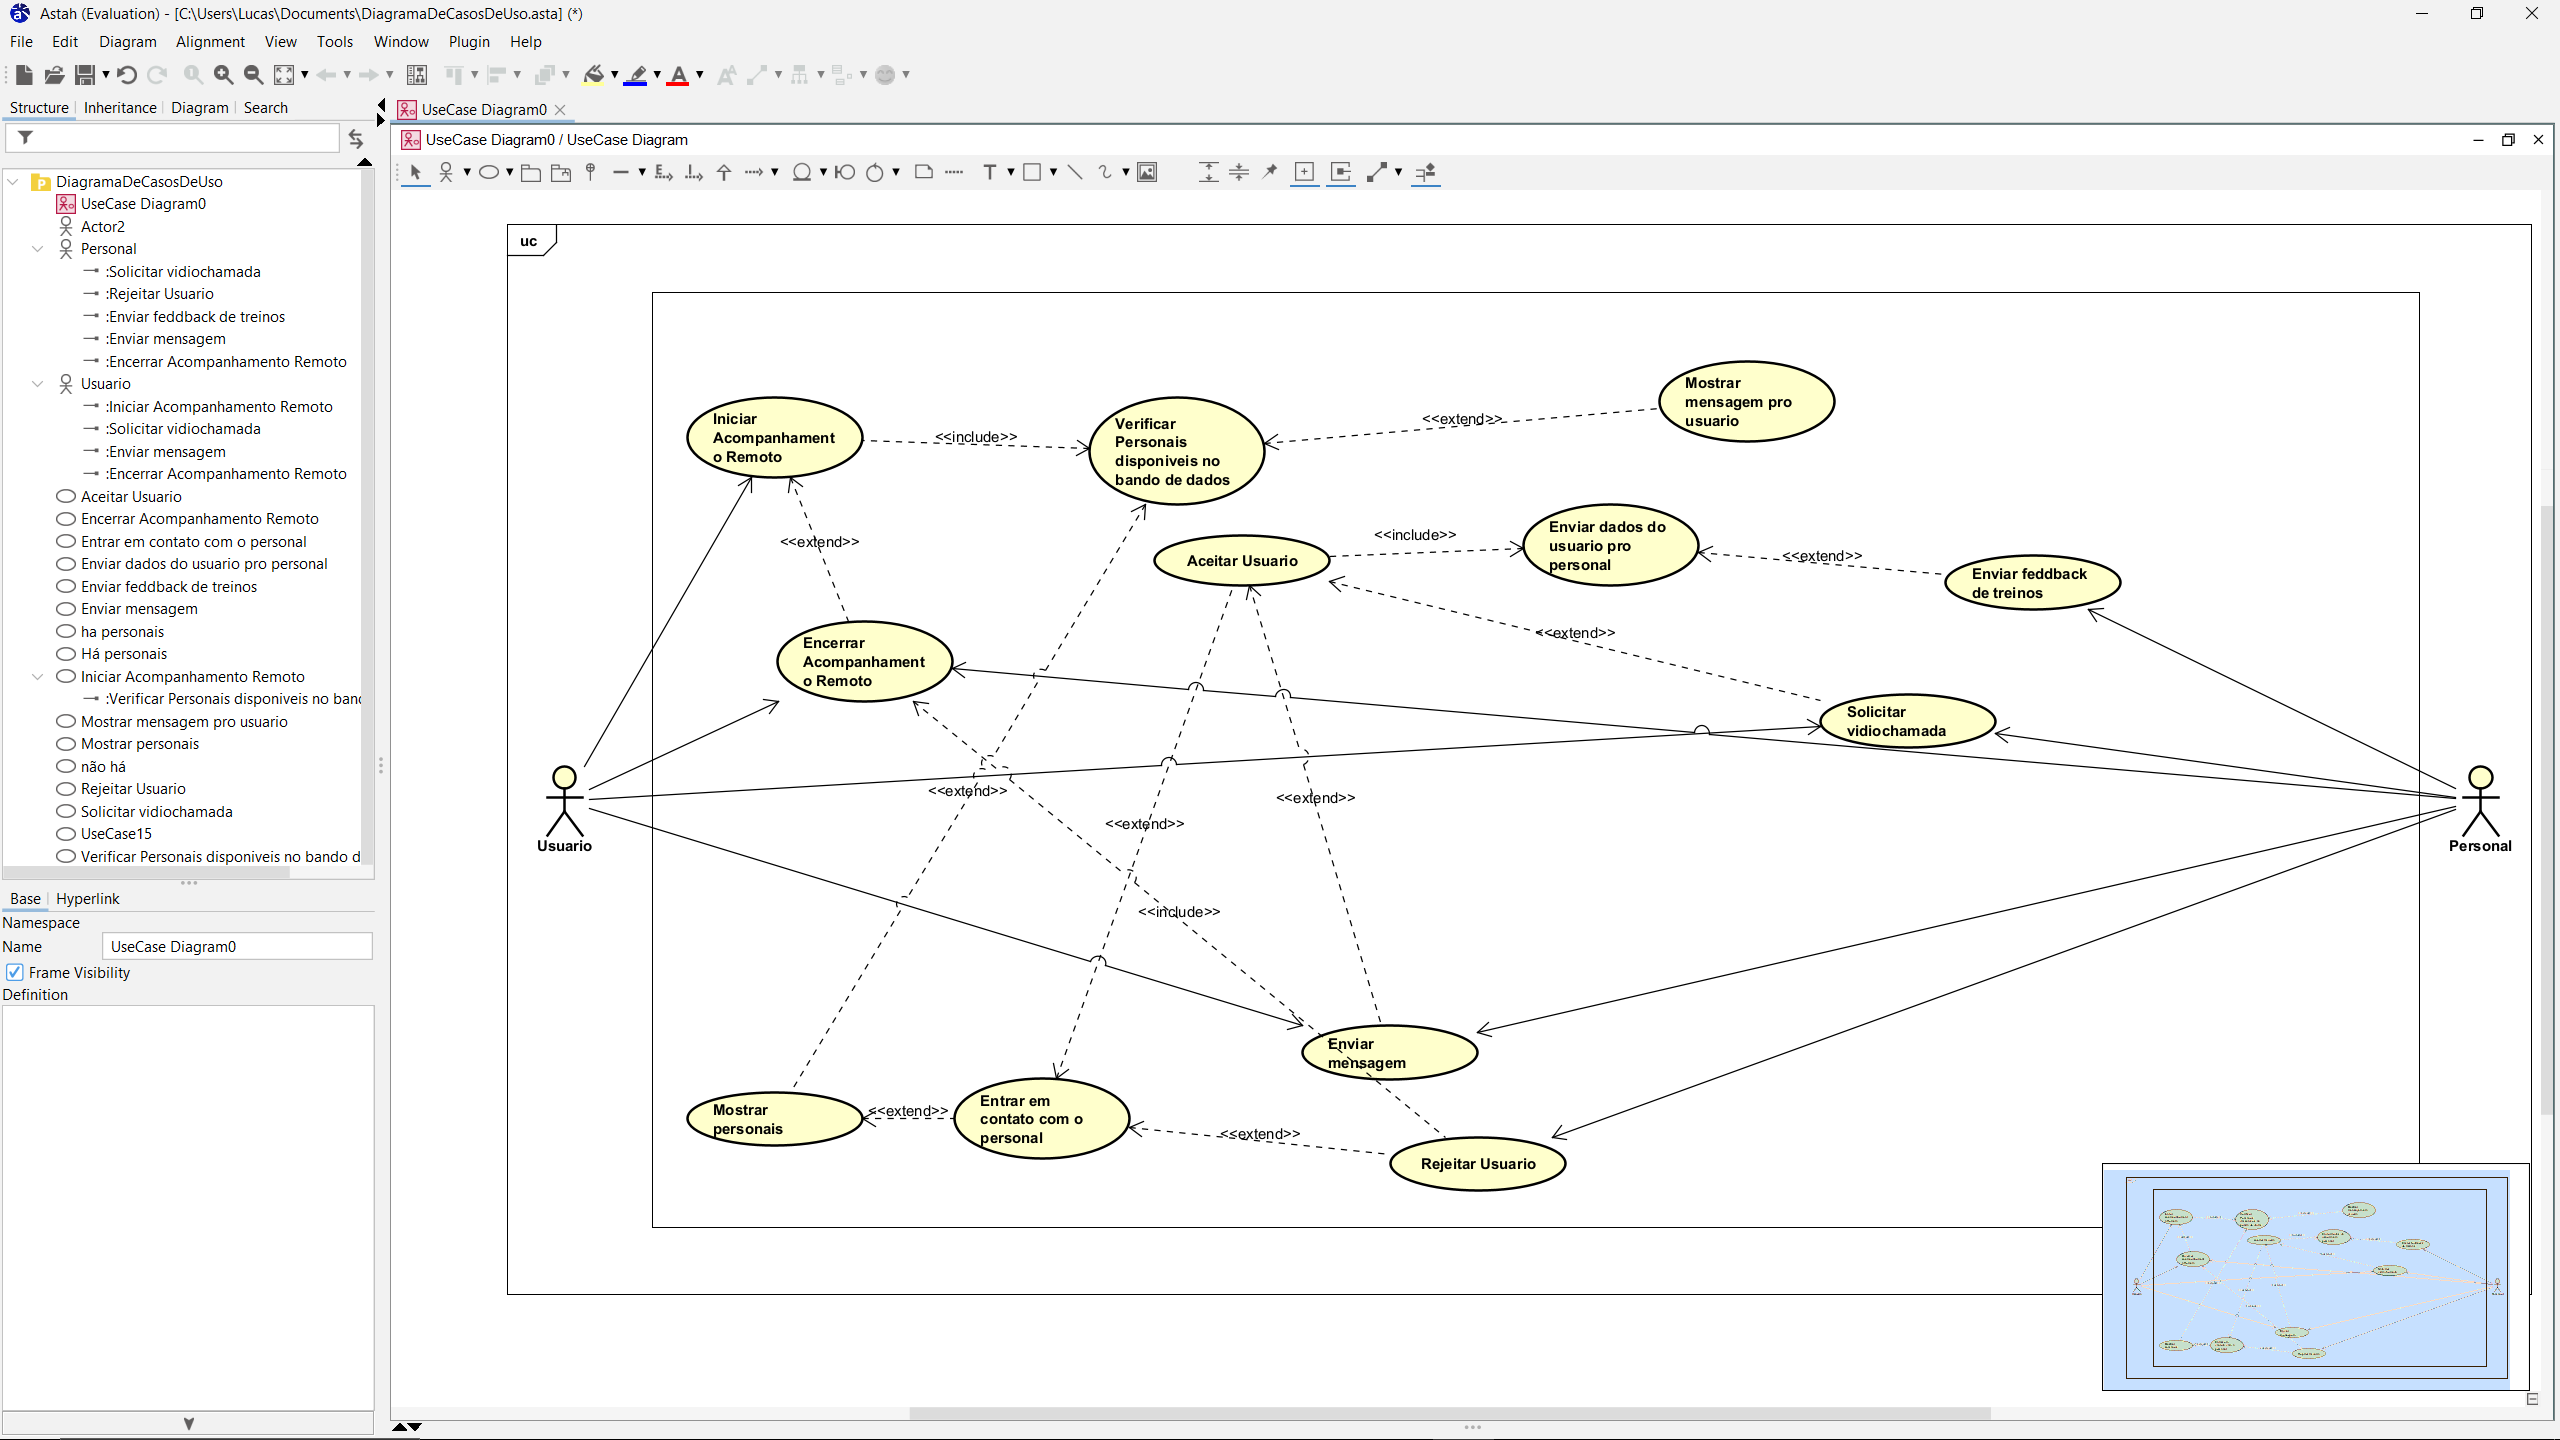 Astah (Evaluation) - [C:\Users\Lucas\Documents\DiagramaDeCasosDeUso.asta] (*)
File Edit Diagram Alignment View Tools Window Plugin Help
Structure Inheritance Diagram Search
DiagramaDeCasosDeUso
UseCase Diagram0
Actor2
Personal
:Solicitar vidiochamada
:Rejeitar Usuario
:Enviar feddback de treinos
:Enviar mensagem
:Encerrar Acompanhamento Remoto
Usuario
:Iniciar Acompanhamento Remoto
:Solicitar vidiochamada
:Enviar mensagem
:Encerrar Acompanhamento Remoto
Aceitar Usuario
Encerrar Acompanhamento Remoto
Entrar em contato com o personal
Enviar dados do usuario pro personal
Enviar feddback de treinos
Enviar mensagem
ha personais
Há personais
Iniciar Acompanhamento Remoto
:Verificar Personais disponiveis no banc
Mostrar mensagem pro usuario
Mostrar personais
não há
Rejeitar Usuario
Solicitar vidiochamada
UseCase15
Verificar Personais disponiveis no bando d
Base Hyperlink
Namespace
Name UseCase Diagram0
Frame Visibility
Definition
UseCase Diagram0
UseCase Diagram0 / UseCase Diagram
uc
Iniciar
Acompanhament
o Remoto
<<include>>
Verificar
Personais
disponiveis no
bando de dados
<<extend>>
Mostrar
mensagem pro
usuario
<<extend>>
Aceitar Usuario
<<include>>
Enviar dados do
usuario pro
personal
<<extend>>
Enviar feddback
de treinos
Encerrar
Acompanhament
o Remoto
<<extend>>
Solicitar
vidiochamada
<<extend>>
<<extend>>
<<extend>>
Usuario
Personal
<<include>>
Enviar
mensagem
Mostrar
personais
<<extend>>
Entrar em
contato com o
personal
<<extend>>
Rejeitar Usuario